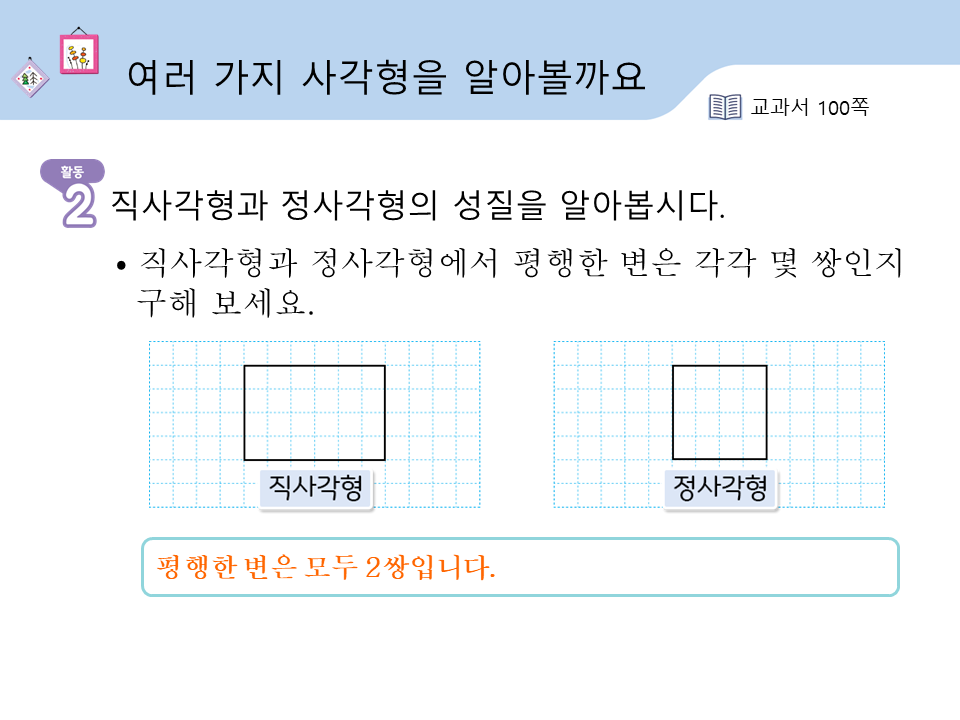 여러 가지 사각형을 알아볼까요
교과서 100쪽
활동
2
직사각형과 정사각형의 성질을 알아봅시다.
• 직사각형과 정사각형에서 평행한 변은 각각 몇 쌍인지
구해 보세요.
직사각형
정사각형
평행한 변은 모두 2쌍입니다.